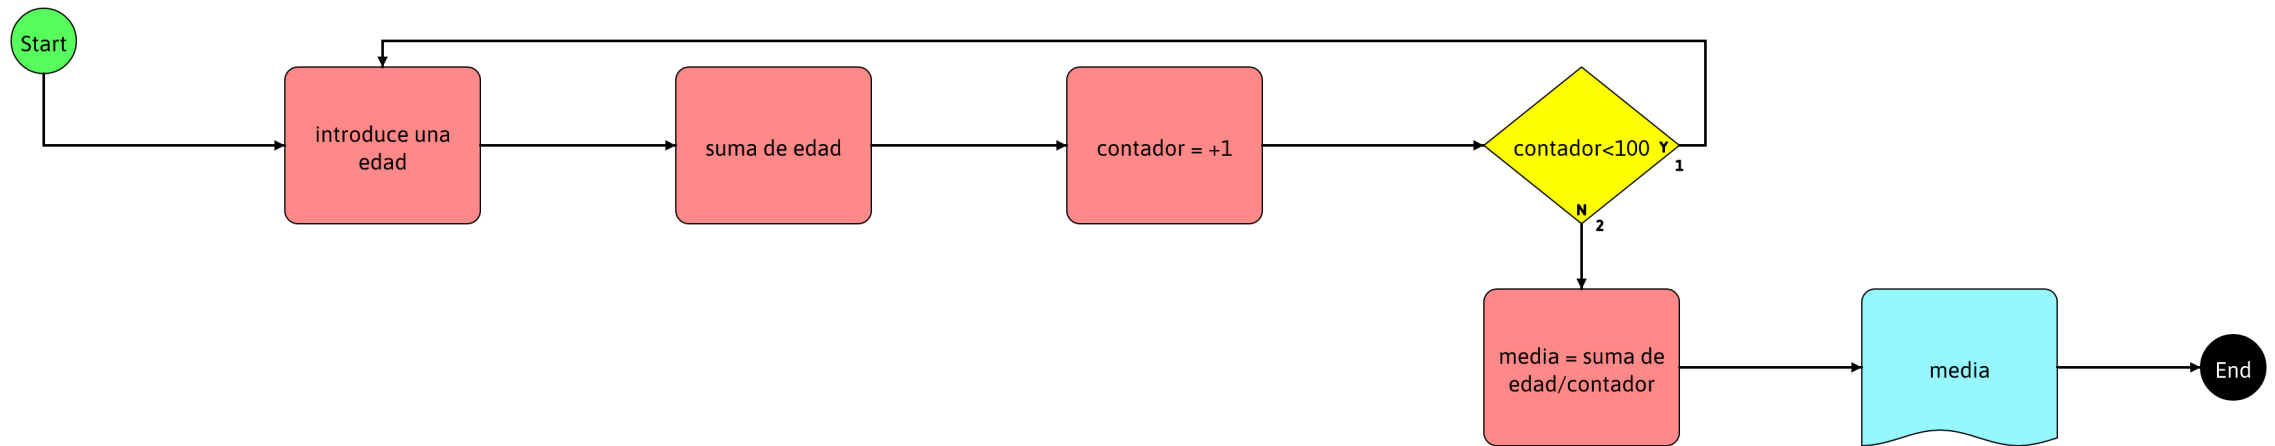 Start
introduce una
edad
suma de edad
contador = +1
contador<100
Y
1
N
2
media = suma de
edad/contador
media
End